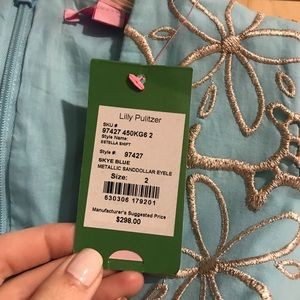 Lilly Pulitzer
SKU #
97427 450KG6 2
Style Name:
ESTELLA SHIFT
Style #: 97427
SKYE BLUE
METALLIC SANDDOLLAR EYELE
Size: 2
630306 179201
Manufacturer's Suggested Price
$298.00